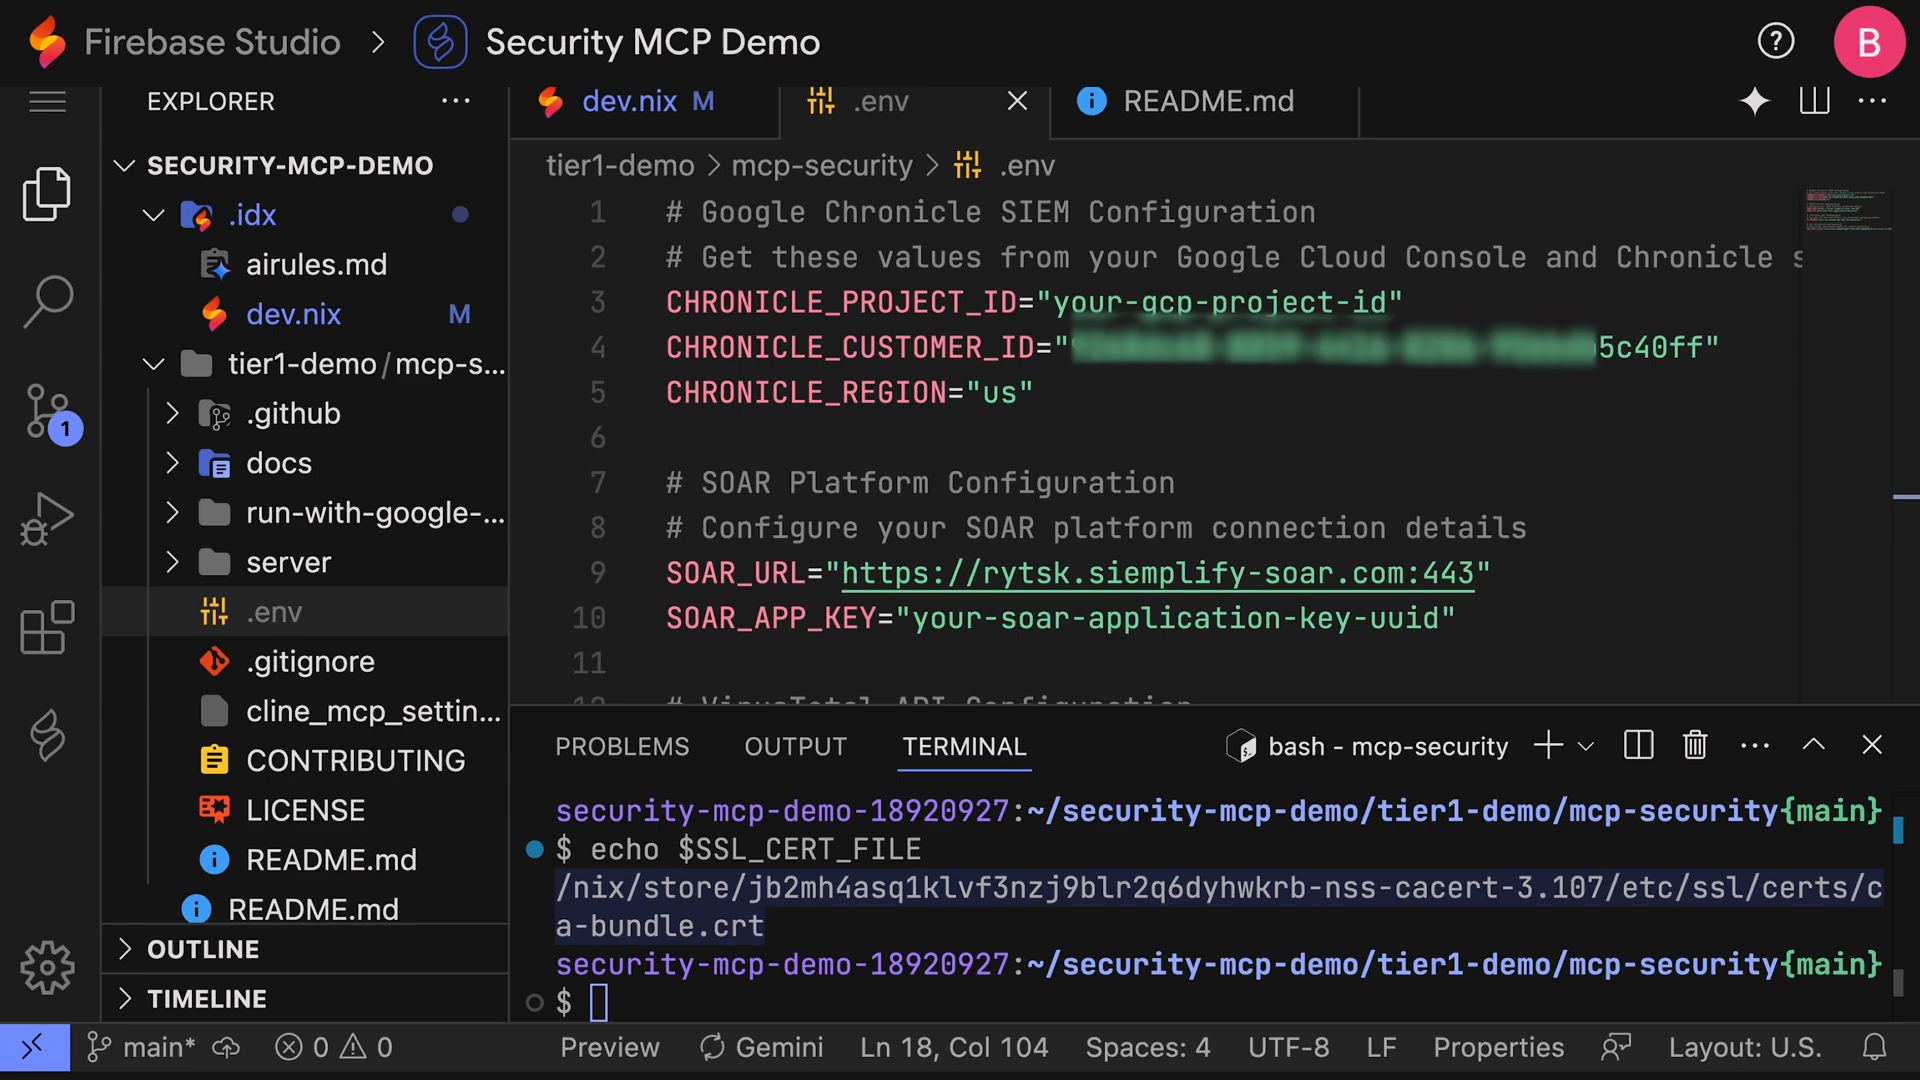 Firebase Studio > Security MCP Demo
B
EXPLORER
dev.nix M
.env
README.md
SECURITY-MCP-DEMO
.idx
airules.md
dev.nix M
tier1-demo/mcp-s...
.github
docs
run-with-google-...
server
.env
.gitignore
cline_mcp_settin...
CONTRIBUTING
LICENSE
README.md
README.md
OUTLINE
TIMELINE
1
tier1-demo > mcp-security > .env
1 # Google Chronicle SIEM Configuration
2 # Get these values from your Google Cloud Console and Chronicle s
3 CHRONICLE_PROJECT_ID="your-gcp-project-id"
4 CHRONICLE_CUSTOMER_ID="5c40ff"
5 CHRONICLE_REGION="us"
6
7 # SOAR Platform Configuration
8 # Configure your SOAR platform connection details
9 SOAR_URL="https://rytsk.siemplify-soar.com:443"
10 SOAR_APP_KEY="your-soar-application-key-uuid"
11
12 # VirusTotal API Configuration
PROBLEMS OUTPUT TERMINAL
bash - mcp-security
security-mcp-demo-18920927:~/security-mcp-demo/tier1-demo/mcp-security{main}
$ echo $SSL_CERT_FILE
/nix/store/jb2mh4asq1klvf3nzj9blr2q6dyhwkrb-nss-cacert-3.107/etc/ssl/certs/c
a-bundle.crt
security-mcp-demo-18920927:~/security-mcp-demo/tier1-demo/mcp-security{main}
$
main* 0 0 Preview Gemini Ln 18, Col 104 Spaces: 4 UTF-8 LF Properties Layout: U.S.